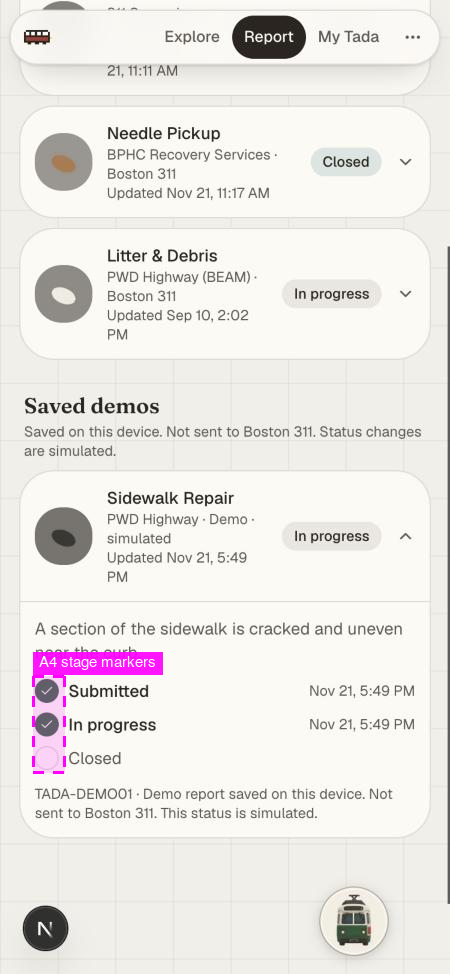 Explore Report My Tada ...
21, 11:11 AM
Needle Pickup
BPHC Recovery Services ·
Boston 311
Updated Nov 21, 11:17 AM
Closed
Litter & Debris
PWD Highway (BEAM) ·
Boston 311
Updated Sep 10, 2:02
PM
In progress
Saved demos
Saved on this device. Not sent to Boston 311. Status changes
are simulated.
Sidewalk Repair
PWD Highway · Demo ·
simulated
Updated Nov 21, 5:49
PM
In progress
A section of the sidewalk is cracked and uneven
A4 stage markers
Submitted Nov 21, 5:49 PM
In progress Nov 21, 5:49 PM
Closed
TADA-DEMO01 · Demo report saved on this device. Not
sent to Boston 311. This status is simulated.
N